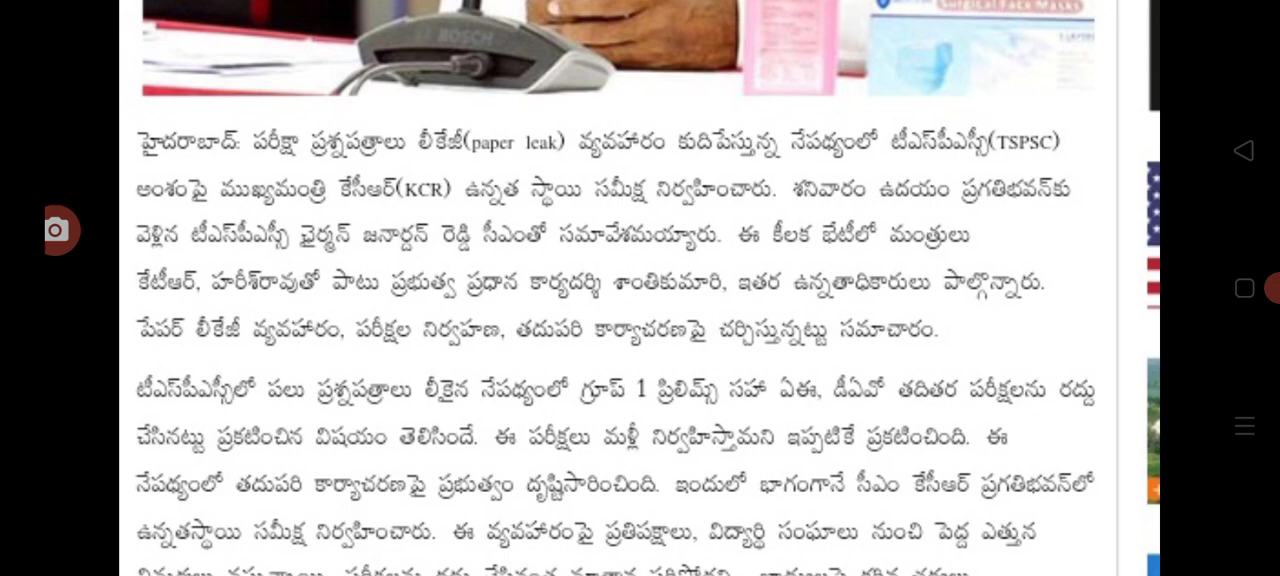 BOSCH
Surgical Face Masks
హైదరాబాద్: పరీక్షా ప్రశ్నపత్రాలు లీకేజీ(paper leak) వ్యవహారం కుదిపేస్తున్న నేపథ్యంలో టీఎస్‌పీఎస్సీ(TSPSC)
అంశంపై ముఖ్యమంత్రి కేసీఆర్(KCR) ఉన్నత స్థాయి సమీక్ష నిర్వహించారు. శనివారం ఉదయం ప్రగతిభవన్‌కు
వెళ్లిన టీఎస్‌పీఎస్సీ ఛైర్మన్ జనార్దన్ రెడ్డి సీఎంతో సమావేశమయ్యారు. ఈ కీలక భేటీలో మంత్రులు
కేటీఆర్, హరీశ్‌రావుతో పాటు ప్రభుత్వ ప్రధాన కార్యదర్శి శాంతికుమారి, ఇతర ఉన్నతాధికారులు పాల్గొన్నారు.
పేపర్ లీకేజీ వ్యవహారం, పరీక్షల నిర్వహణ, తదుపరి కార్యాచరణపై చర్చిస్తున్నట్టు సమాచారం.
టీఎస్‌పీఎస్సీలో పలు ప్రశ్నపత్రాలు లీకైన నేపథ్యంలో గ్రూప్ 1 ప్రిలిమ్స్ సహా ఏఈ, డీఏవో తదితర పరీక్షలను రద్దు
చేసినట్టు ప్రకటించిన విషయం తెలిసిందే. ఈ పరీక్షలు మళ్లీ నిర్వహిస్తామని ఇప్పటికే ప్రకటించింది. ఈ
నేపథ్యంలో తదుపరి కార్యాచరణపై ప్రభుత్వం దృష్టిసారించింది. ఇందులో భాగంగానే సీఎం కేసీఆర్ ప్రగతిభవన్‌లో
ఉన్నతస్థాయి సమీక్ష నిర్వహించారు. ఈ వ్యవహారంపై ప్రతిపక్షాలు, విద్యార్థి సంఘాలు నుంచి పెద్ద ఎత్తున